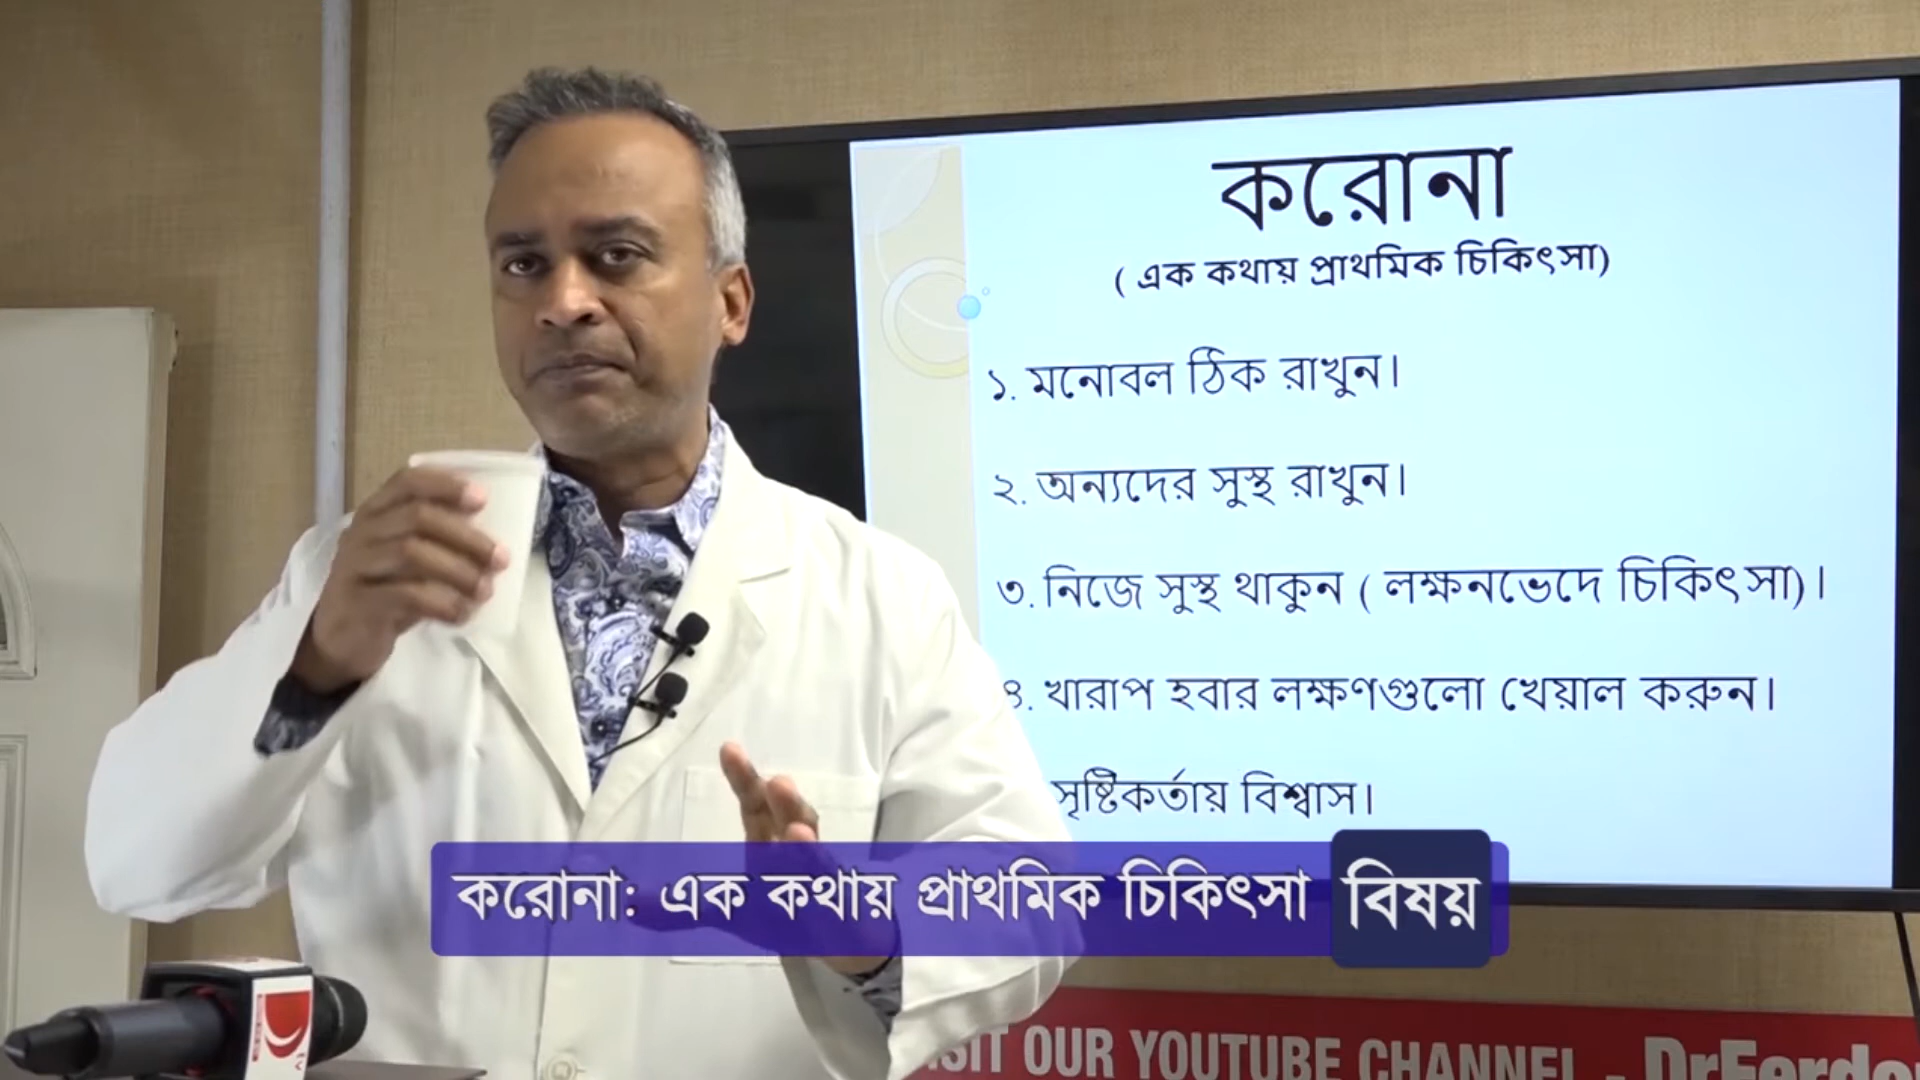 করোনা
( এক কথায় প্রাথমিক চিকিৎসা)
১. মনোবল ঠিক রাখুন।
২. অন্যদের সুস্থ রাখুন।
৩. নিজে সুস্থ থাকুন ( লক্ষনভেদে চিকিৎসা)।
৪. খারাপ হবার লক্ষণগুলো খেয়াল করুন।
সৃষ্টিকর্তায় বিশ্বাস।
করোনা: এক কথায় প্রাথমিক চিকিৎসা বিষয়
OUR YOUTUBE CHANNEL -
tv